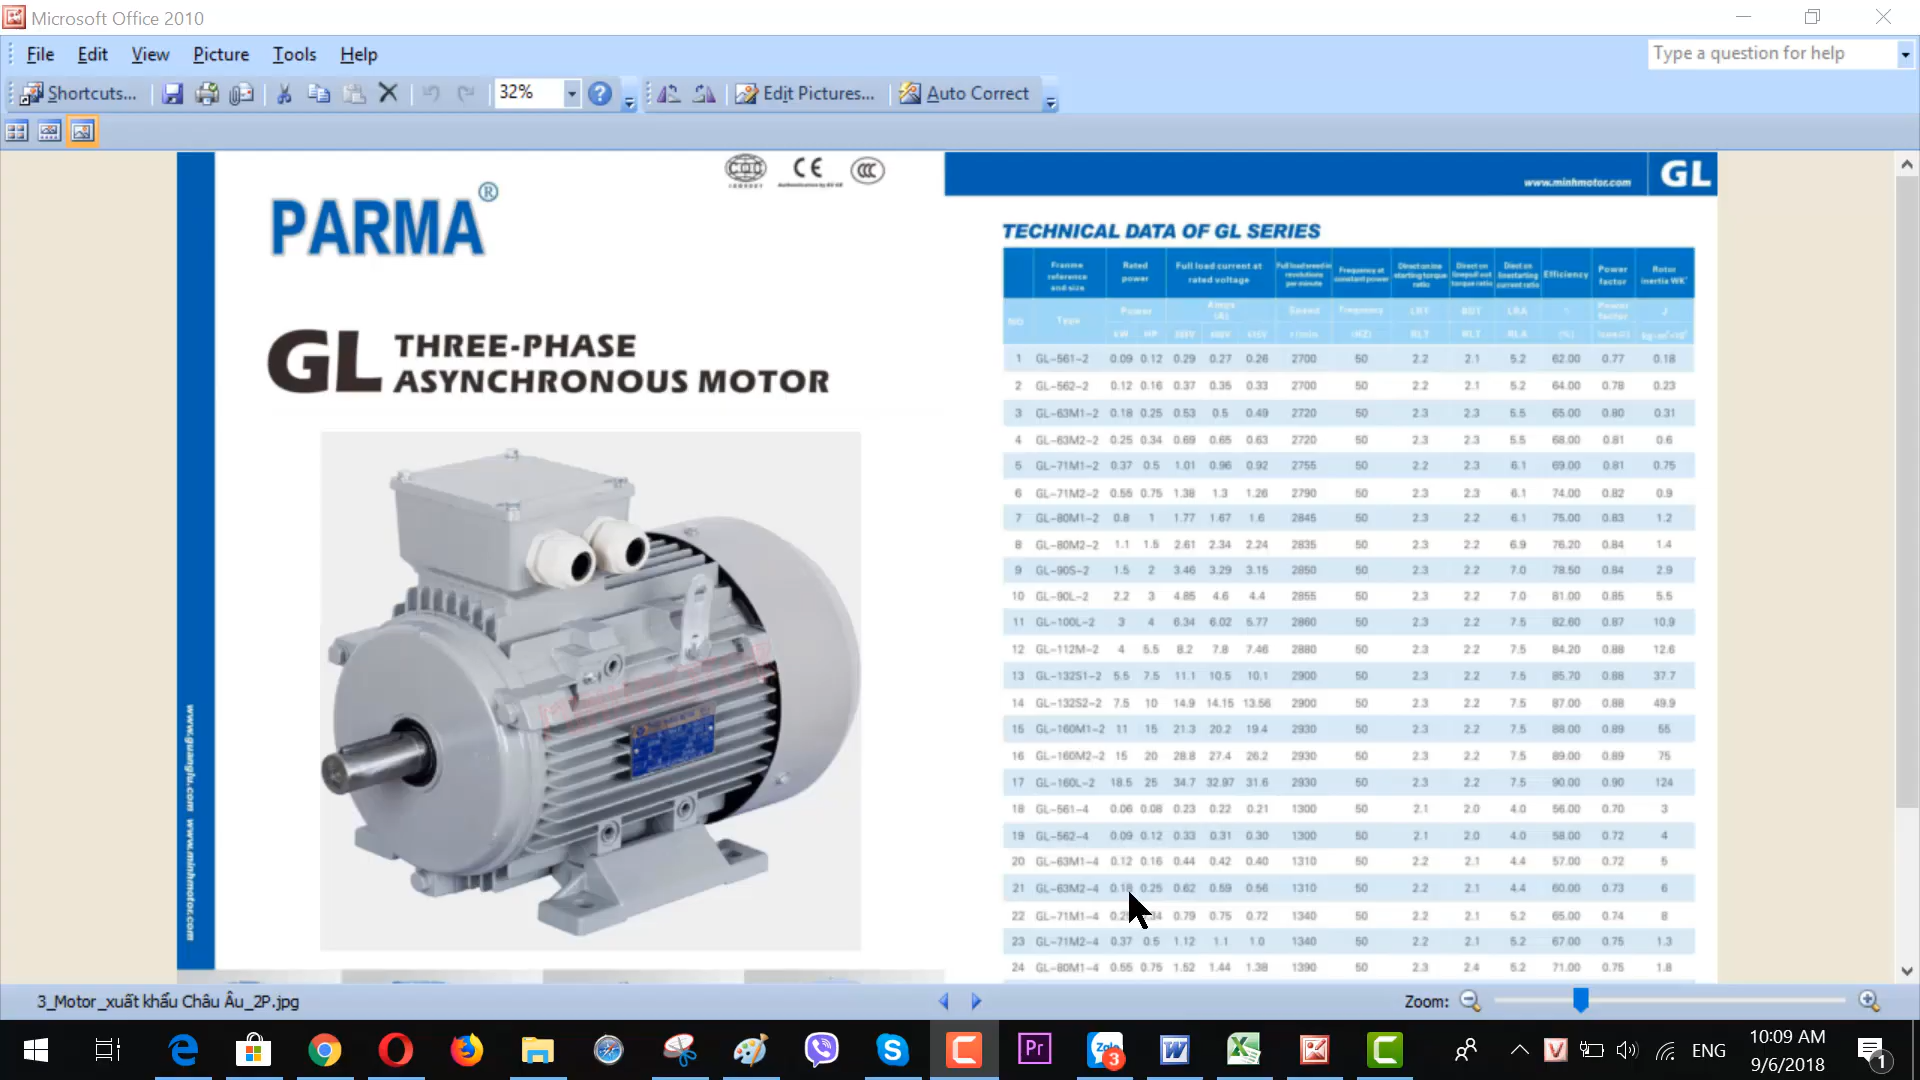 Microsoft Office 2010
File Edit View Picture Tools Help
Type a question for help
Shortcuts... 32% Edit Pictures... Auto Correct
PARMA®
CE
www.minhmotor.com GL
GL THREE-PHASE
ASYNCHRONOUS MOTOR
www.guanglu.com www.minhmotor.com
TECHNICAL DATA OF GL SERIES
Rated power
Full load current at rated voltage
Efficiency
Power factor
Rotor
NO Type Power
1 GL-561-2 0.09 0.12 0.29 0.27 0.26 2700 50 2.2 2.1 5.2 62.00 0.77 0.18
2 GL-562-2 0.12 0.16 0.37 0.35 0.33 2700 50 2.2 2.1 5.2 64.00 0.78 0.23
3 GL-63M1-2 0.18 0.25 0.53 0.5 0.49 2720 50 2.3 2.3 5.5 65.00 0.80 0.31
4 GL-63M2-2 0.25 0.34 0.69 0.65 0.63 2720 50 2.3 2.3 5.5 68.00 0.81 0.6
5 GL-71M1-2 0.37 0.5 1.01 0.96 0.92 2755 50 2.2 2.3 6.1 69.00 0.81 0.75
6 GL-71M2-2 0.55 0.75 1.38 1.3 1.26 2790 50 2.3 2.3 6.1 74.00 0.82 0.9
7 GL-80M1-2 0.8 1 1.77 1.67 1.6 2845 50 2.3 2.2 6.1 75.00 0.83 1.2
8 GL-80M2-2 1.1 1.5 2.61 2.34 2.24 2835 50 2.3 2.2 6.9 76.20 0.84 1.4
9 GL-90S-2 1.5 2 3.46 3.29 3.15 2850 50 2.3 2.2 7.0 78.50 0.84 2.9
10 GL-90L-2 2.2 3 4.85 4.6 4.4 2855 50 2.3 2.2 7.0 81.00 0.85 5.5
11 GL-100L-2 3 4 6.34 6.02 5.77 2860 50 2.3 2.2 7.5 82.60 0.87 10.9
12 GL-112M-2 4 5.5 8.2 7.8 7.46 2880 50 2.3 2.2 7.5 84.20 0.88 12.6
13 GL-132S1-2 5.5 7.5 11.1 10.5 10.1 2900 50 2.3 2.2 7.5 85.70 0.88 37.7
14 GL-132S2-2 7.5 10 14.9 14.15 13.56 2900 50 2.3 2.2 7.5 87.00 0.88 49.9
15 GL-160M1-2 11 15 21.3 20.2 19.4 2930 50 2.3 2.2 7.5 88.00 0.89 55
16 GL-160M2-2 15 20 28.8 27.4 26.2 2930 50 2.3 2.2 7.5 89.00 0.89 75
17 GL-160L-2 18.5 25 34.7 32.97 31.6 2930 50 2.3 2.2 7.5 90.00 0.90 124
18 GL-561-4 0.06 0.08 0.23 0.22 0.21 1300 50 2.1 2.0 4.0 56.00 0.70 3
19 GL-562-4 0.09 0.12 0.33 0.31 0.30 1300 50 2.1 2.0 4.0 58.00 0.72 4
20 GL-63M1-4 0.12 0.16 0.44 0.42 0.40 1310 50 2.2 2.1 4.4 57.00 0.72 5
21 GL-63M2-4 0.18 0.25 0.62 0.59 0.56 1310 50 2.2 2.1 4.4 60.00 0.73 6
22 GL-71M1-4 0.79 0.75 0.72 1340 50 2.2 2.1 5.2 65.00 0.74 8
23 GL-71M2-4 0.37 0.5 1.12 1.1 1.0 1340 50 2.2 2.1 5.2 67.00 0.75 1.3
24 GL-80M1-4 0.55 0.75 1.52 1.44 1.38 1390 50 2.3 2.4 5.2 71.00 0.75 1.8
3_Motor_xuất khẩu Châu Âu_2P.jpg
Zoom:
Pr Zalo 3
ENG
10:09 AM
9/6/2018
1